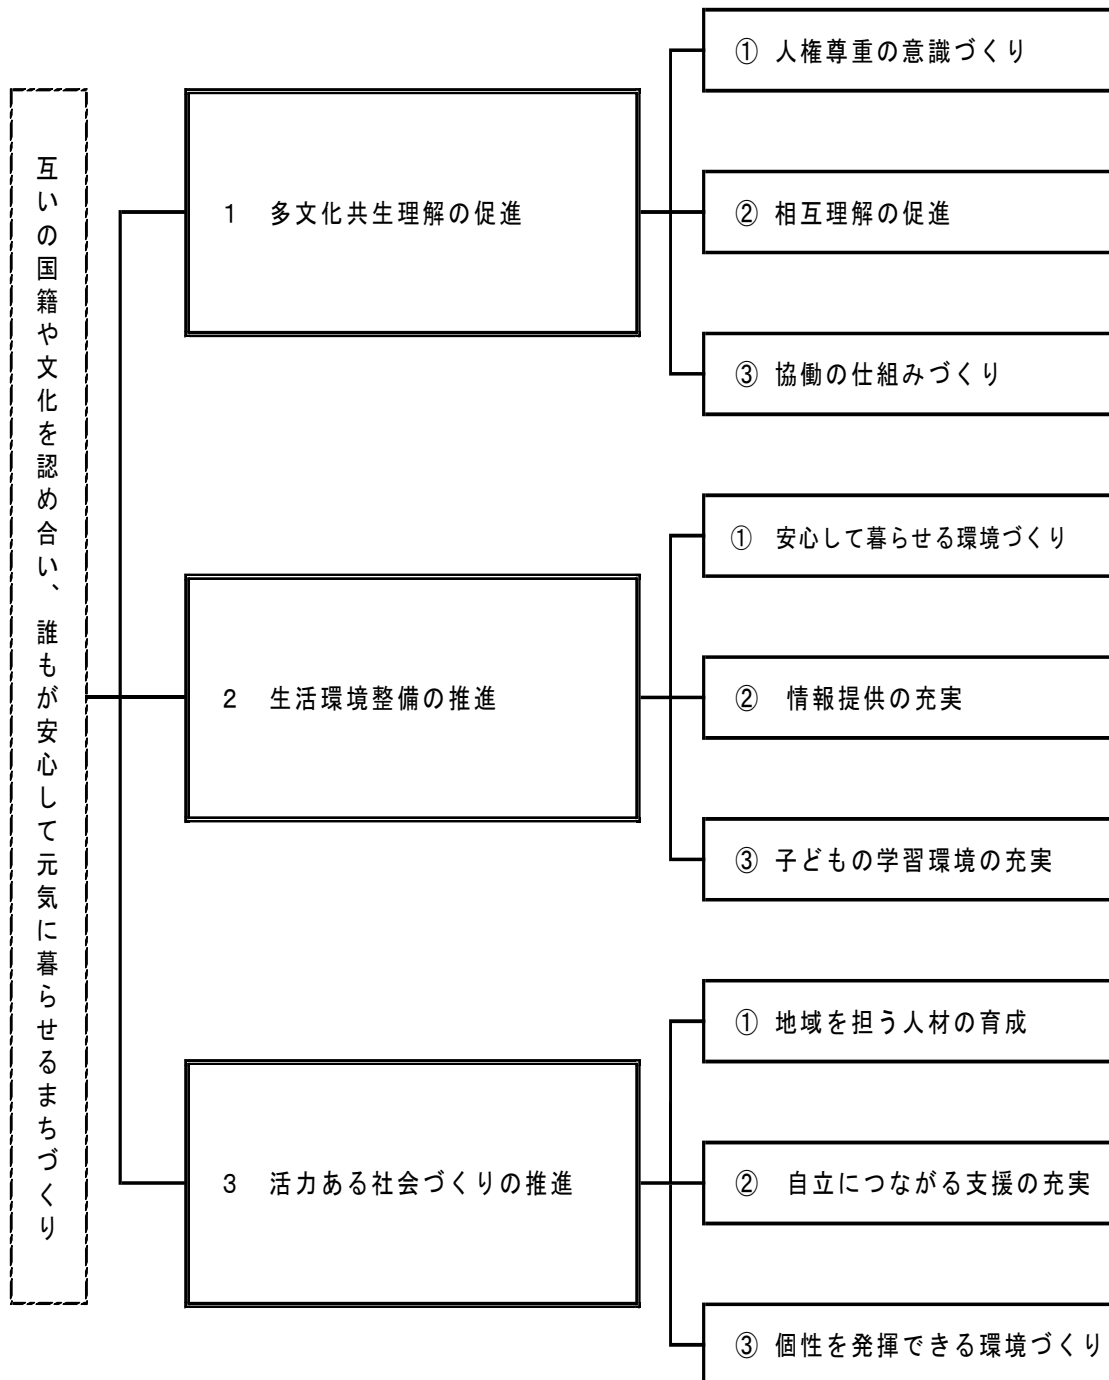 互いの国籍や文化を認め合い、誰もが安心して元気に暮らせるまちづくり
1 多文化共生理解の促進
① 人権尊重の意識づくり
② 相互理解の促進
③ 協働の仕組みづくり
2 生活環境整備の推進
① 安心して暮らせる環境づくり
② 情報提供の充実
③ 子どもの学習環境の充実
3 活力ある社会づくりの推進
① 地域を担う人材の育成
② 自立につながる支援の充実
③ 個性を発揮できる環境づくり